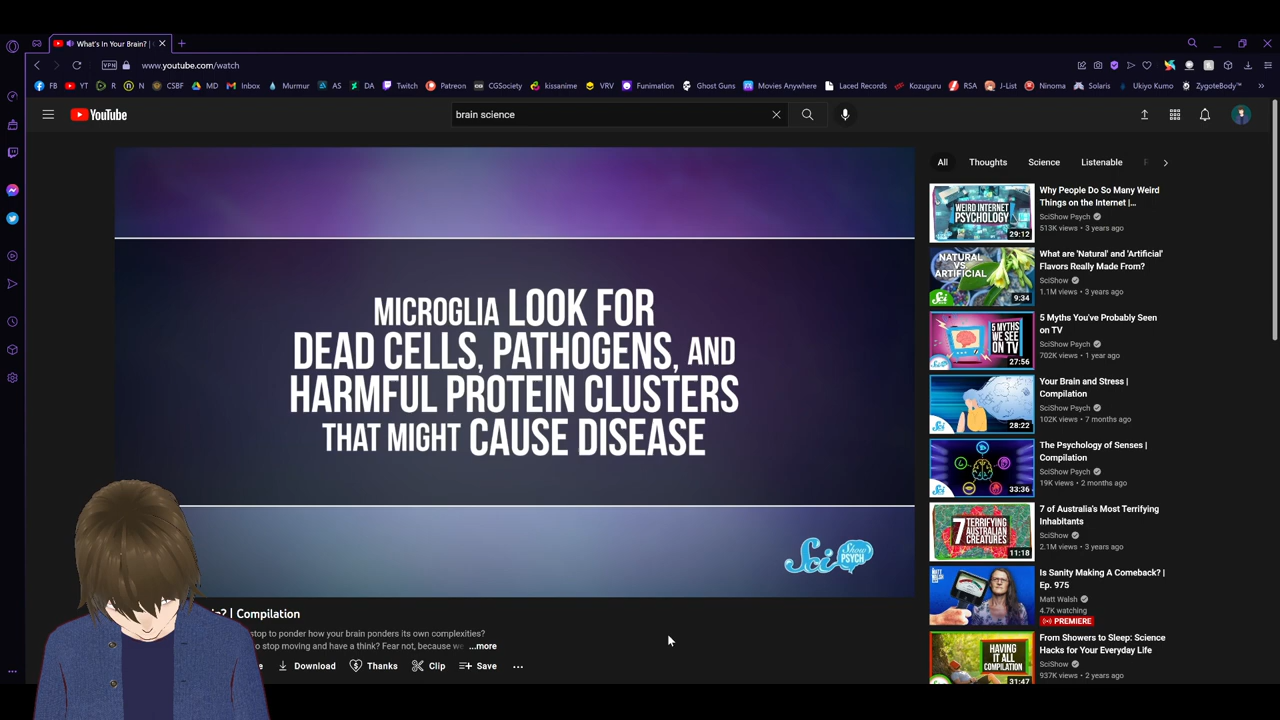 What's In Your Brain? |
www.youtube.com/watch
VPN
FB YT R N CSBF MD Inbox Murmur AS DA Twitch Patreon CGSociety kissanime VRV Funimation Ghost Guns Movies Anywhere Laced Records Kozuguru RSA J-List Ninoma Solaris Ukiyo Kumo ZygoteBody™
YouTube
brain science
MICROGLIA LOOK FOR
DEAD CELLS, PATHOGENS, AND
HARMFUL PROTEIN CLUSTERS
THAT MIGHT CAUSE DISEASE
Sci Show PSYCH
? | Compilation
stop to ponder how your brain ponders its own complexities?
to stop moving and have a think? Fear not, because we ...more
Download Thanks Clip Save
All Thoughts Science Listenable
WEIRD INTERNET
PSYCHOLOGY
29:12
Why People Do So Many Weird
Things on the Internet |...
SciShow Psych
513K views • 3 years ago
NATURAL
VS.
ARTIFICIAL
9:34
What are 'Natural' and 'Artificial'
Flavors Really Made From?
SciShow
1.1M views • 3 years ago
5 MYTHS
WE SEE
ON TV
27:56
5 Myths You've Probably Seen
on TV
SciShow Psych
702K views • 1 year ago
28:22
Your Brain and Stress |
Compilation
SciShow Psych
102K views • 7 months ago
33:36
The Psychology of Senses |
Compilation
SciShow Psych
19K views • 2 months ago
7 TERRIFYING
AUSTRALIAN
CREATURES
11:18
7 of Australia's Most Terrifying
Inhabitants
SciShow
2.1M views • 3 years ago
Is Sanity Making A Comeback? |
Ep. 975
Matt Walsh
4.7K watching
PREMIERE
HAVING
IT ALL
COMPILATION
31:47
From Showers to Sleep: Science
Hacks for Your Everyday Life
SciShow
937K views • 2 years ago